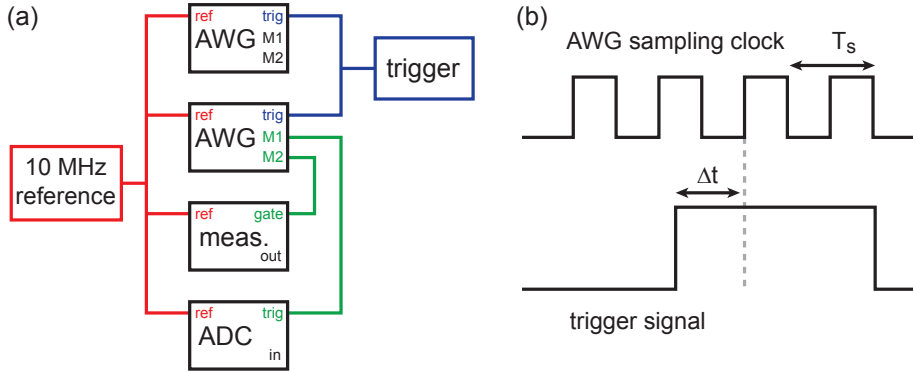 (a)
ref trig
AWG M1
M2
trigger
ref trig
AWG M1
M2
10 MHz
reference
ref gate
meas.
out
ref trig
ADC
in
(b)
AWG sampling clock
Ts
Δt
trigger signal